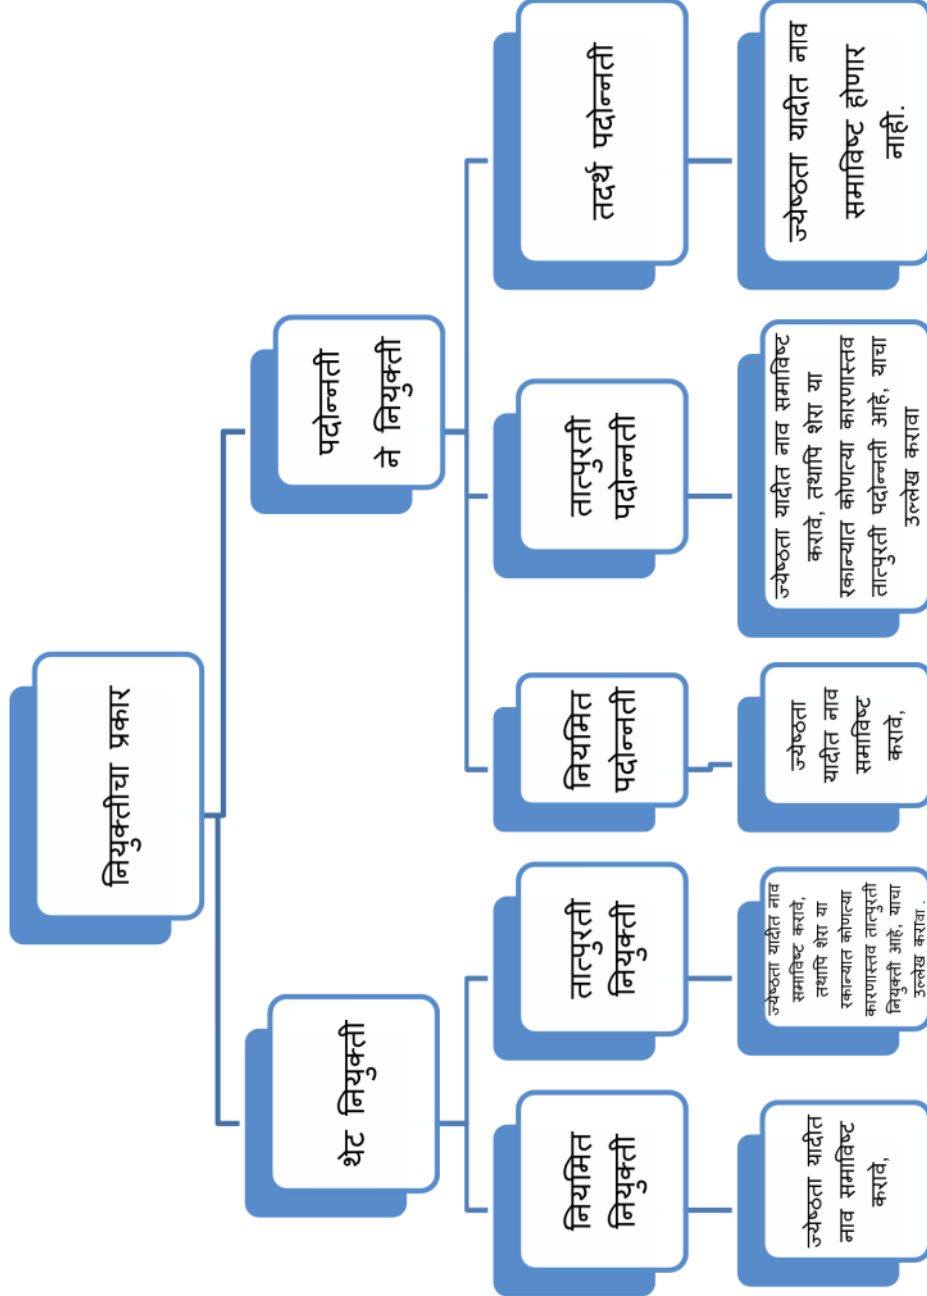 नियुक्तीचा प्रकार
थेट नियुक्ती
पदोन्नती
ने नियुक्ती
नियमित
नियुक्ती
तात्पुरती
नियुक्ती
नियमित
पदोन्नती
तात्पुरती
पदोन्नती
तदर्थ पदोन्नती
ज्येष्ठता यादीत
नाव समाविष्ट
करावे,
ज्येष्ठता यादीत नाव
समाविष्ट करावे,
तथापि शेरा या
रकान्यात कोणत्या
कारणास्तव तात्पुरती
नियुक्ती आहे, याचा
उल्लेख करावा .
ज्येष्ठता
यादीत नाव
समाविष्ट
करावे,
ज्येष्ठता यादीत नाव समाविष्ट
करावे, तथापि शेरा या
रकान्यात कोणत्या कारणास्तव
तात्पुरती पदोन्नती आहे, याचा
उल्लेख करावा
ज्येष्ठता यादीत नाव
समाविष्ट होणार
नाही.